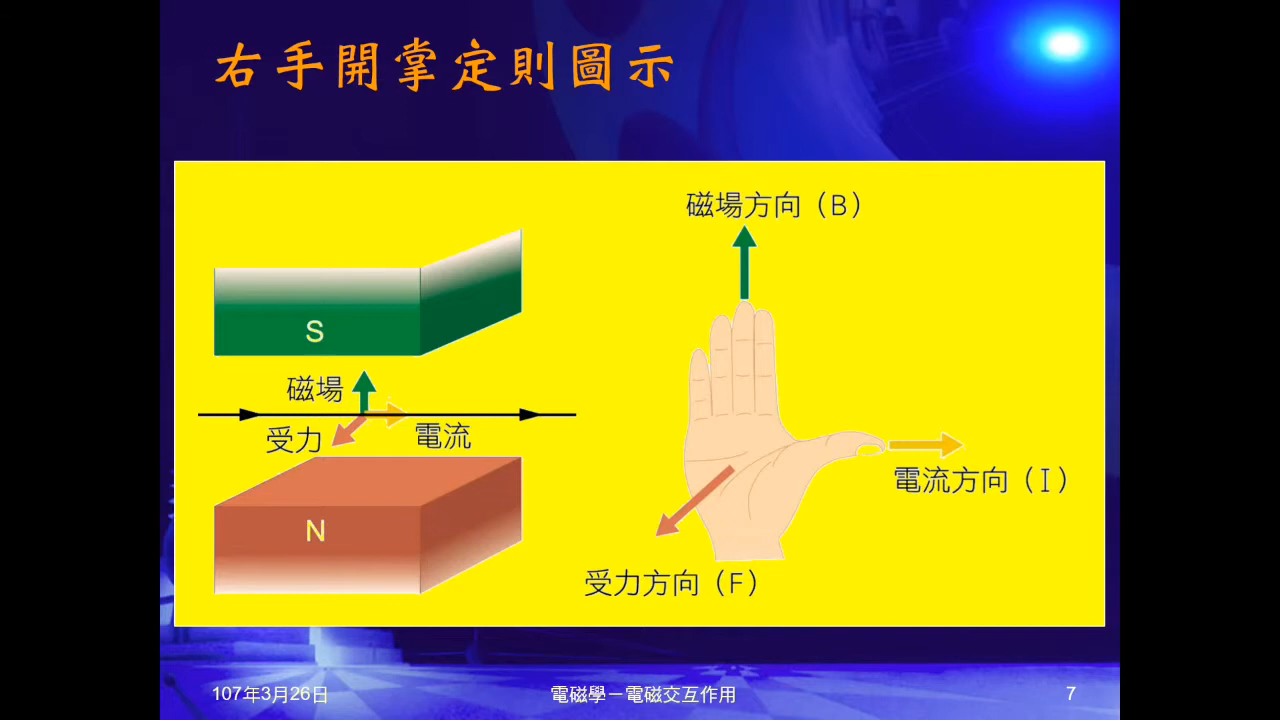 右手開掌定則圖示
S
磁場
受力
電流
N
磁場方向（B）
電流方向（I）
受力方向（F）
107年3月26日
電磁學－電磁交互作用
7